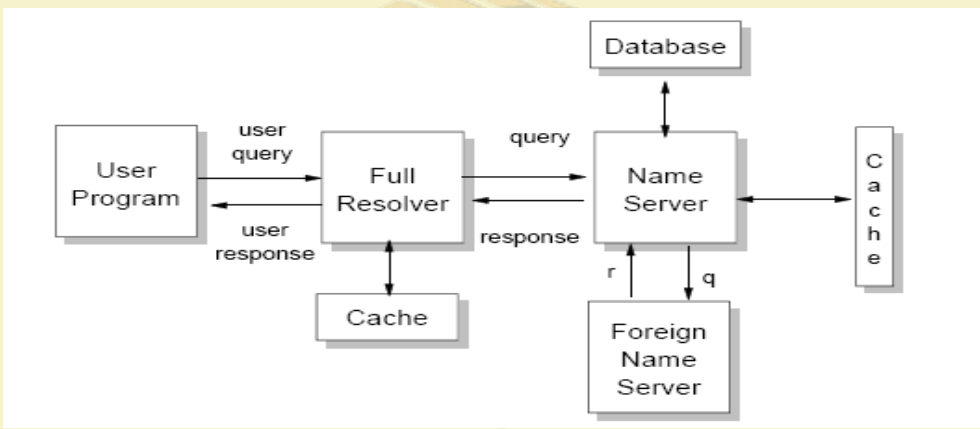 Database
user
query
query
User
Program
Full
Resolver
Name
Server
C
a
c
h
e
user
response
response
r
q
Cache
Foreign
Name
Server